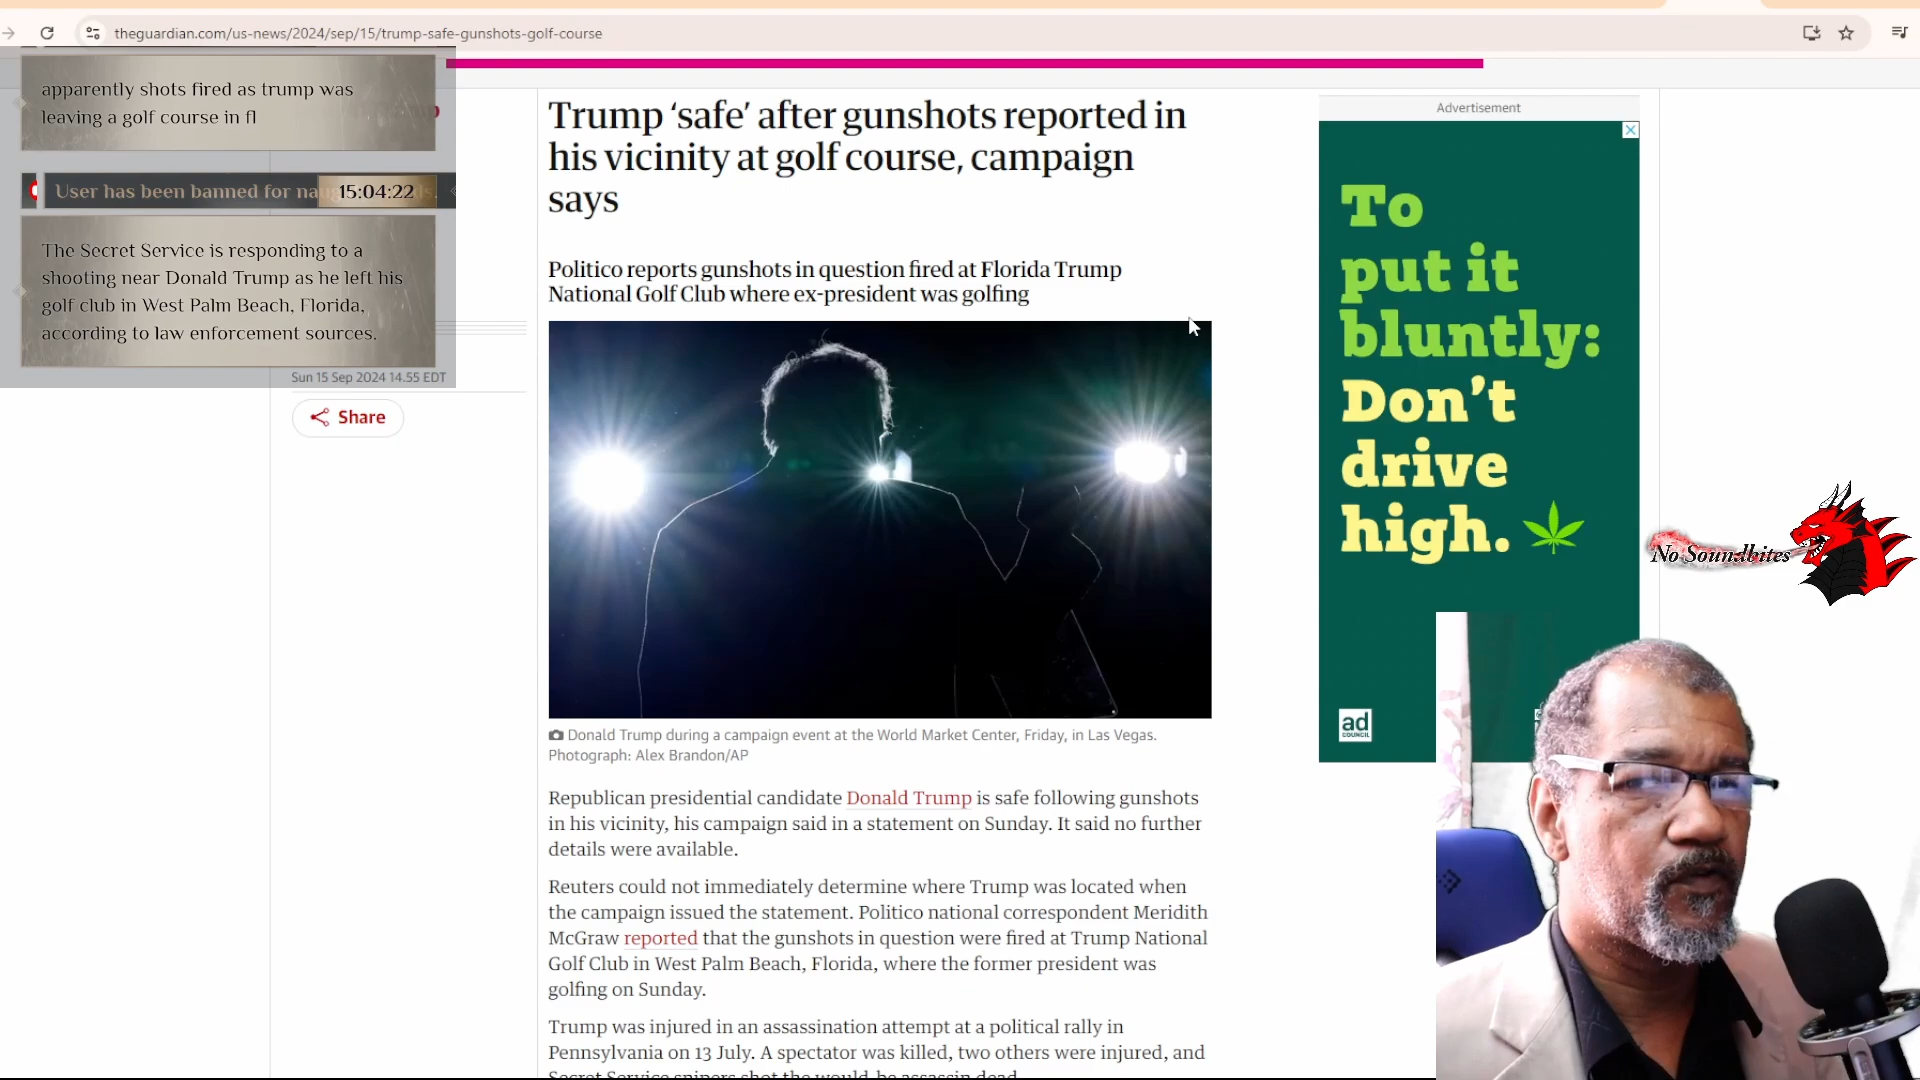 theguardian.com/us-news/2024/sep/15/trump-safe-gunshots-golf-course
apparently shots fired as trump was
leaving a golf course in fl
User has been banned for
15:04:22
The Secret Service is responding to a
shooting near Donald Trump as he left his
golf club in West Palm Beach, Florida,
according to law enforcement sources.
Sun 15 Sep 2024 14.55 EDT
Share
Trump ‘safe’ after gunshots reported in
his vicinity at golf course, campaign
says
Politico reports gunshots in question fired at Florida Trump
National Golf Club where ex-president was golfing
Donald Trump during a campaign event at the World Market Center, Friday, in Las Vegas.
Photograph: Alex Brandon/AP
Republican presidential candidate Donald Trump is safe following gunshots
in his vicinity, his campaign said in a statement on Sunday. It said no further
details were available.
Reuters could not immediately determine where Trump was located when
the campaign issued the statement. Politico national correspondent Meridith
McGraw reported that the gunshots in question were fired at Trump National
Golf Club in West Palm Beach, Florida, where the former president was
golfing on Sunday.
Trump was injured in an assassination attempt at a political rally in
Pennsylvania on 13 July. A spectator was killed, two others were injured, and
Secret Service snipers shot the would-be assassin dead
Advertisement
To
put it
bluntly:
Don’t
drive
high.
ad
COUNCIL
No Soundbites